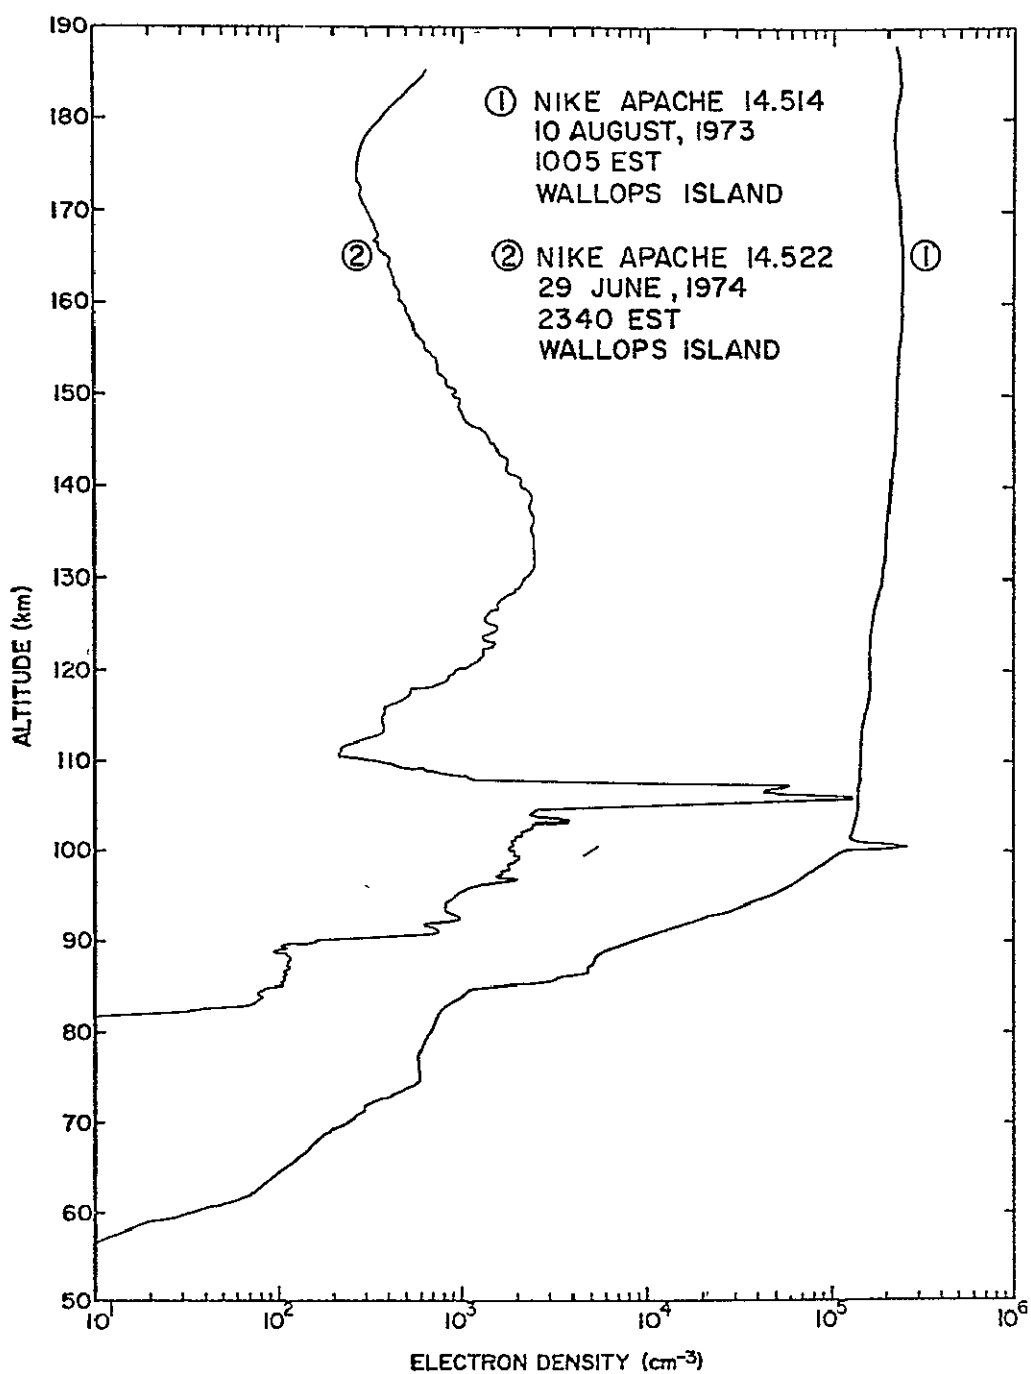 190
180
170
160
150
140
130
120
110
100
90
80
70
60
50
ALTITUDE (km)
① NIKE APACHE 14.514
10 AUGUST, 1973
1005 EST
WALLOPS ISLAND
② NIKE APACHE 14.522
29 JUNE, 1974
2340 EST
WALLOPS ISLAND
②
①
10¹ 10² 10³ 10⁴ 10⁵ 10⁶
ELECTRON DENSITY (cm⁻³)